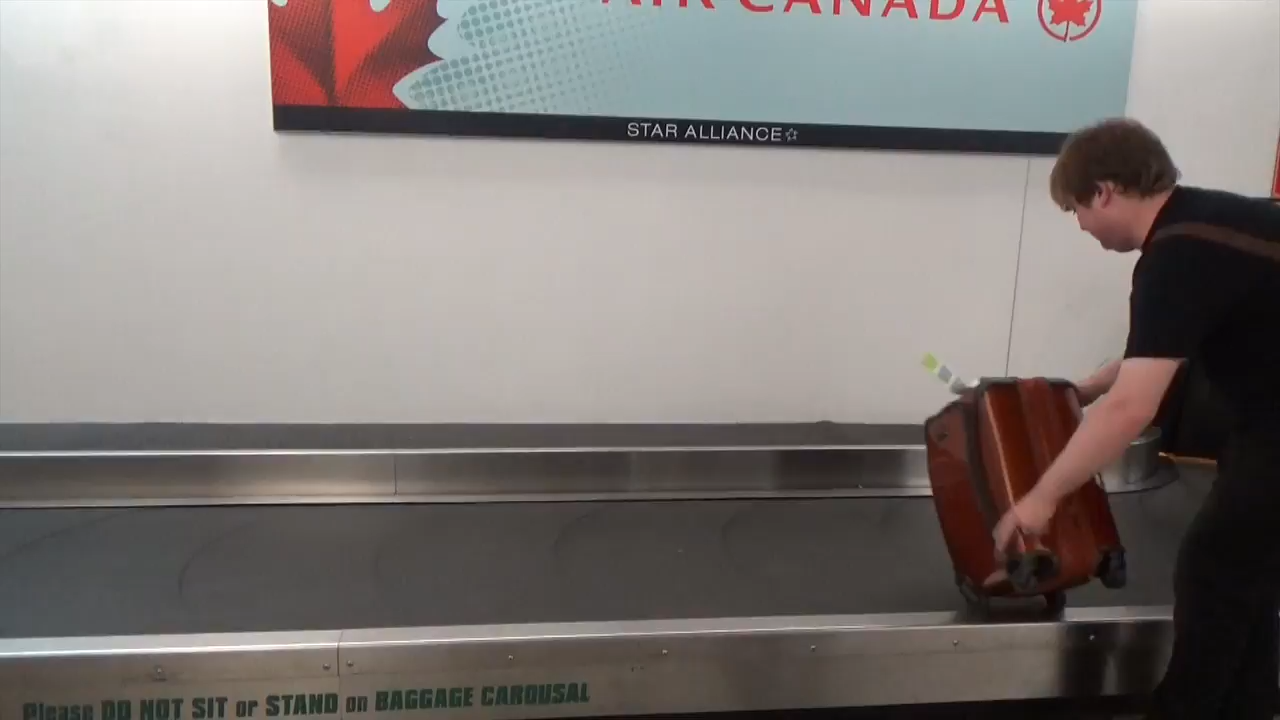 AIR CANADA
STAR ALLIANCE
Please DO NOT SIT or STAND on BAGGAGE CAROUSAL